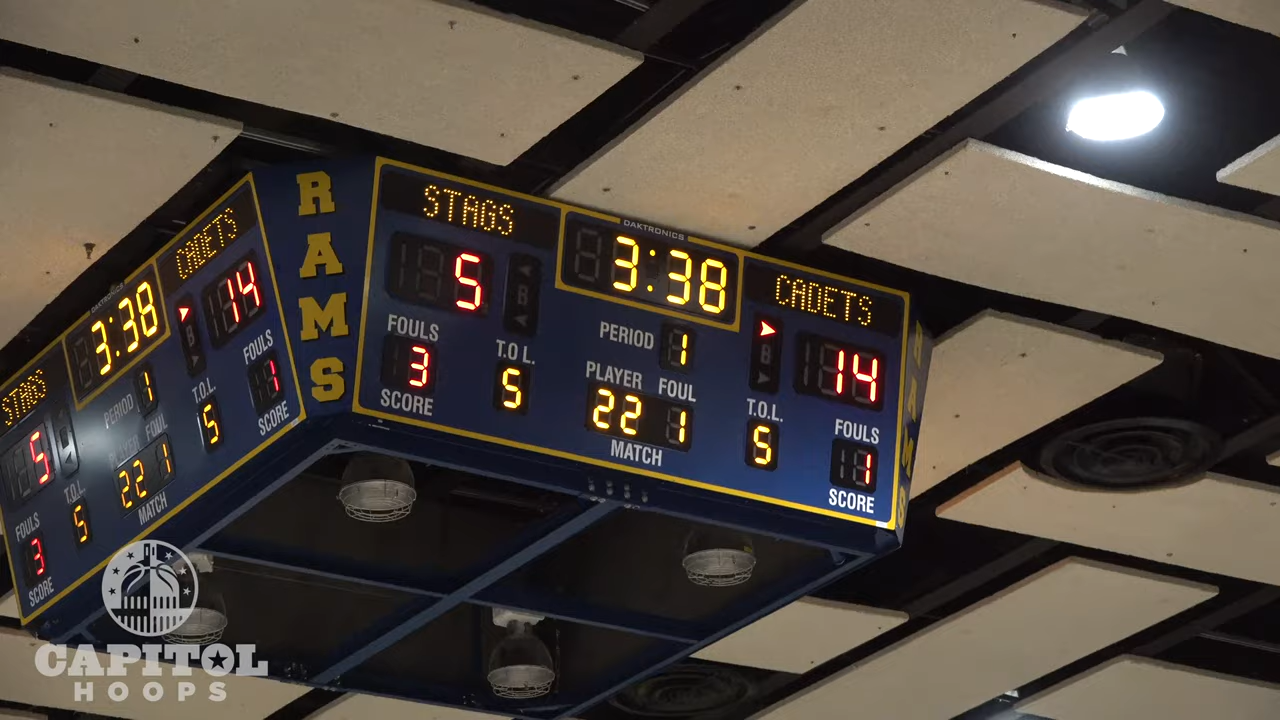 CADETS
DAKTRONICS
3:38
14
STAGS
5
PERIOD 1
FOULS
1
T.O.L.
5
SCORE
PLAYER FOUL
22 1
MATCH
T.O.L.
5
FOULS
3
SCORE
RAMS
STAGS
DAKTRONICS
3:38
CADETS
5
B
PERIOD 1
B
14
FOULS
3
SCORE
T.O.L.
5
PLAYER FOUL
22 1
MATCH
T.O.L.
5
FOULS
1
SCORE
RAMS
CAPITOL
HOOPS